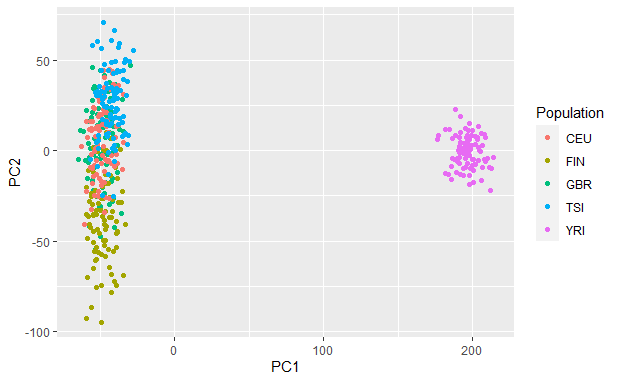 50
0
-50
-100
PC2
0
100
200
PC1
Population
CEU
FIN
GBR
TSI
YRI